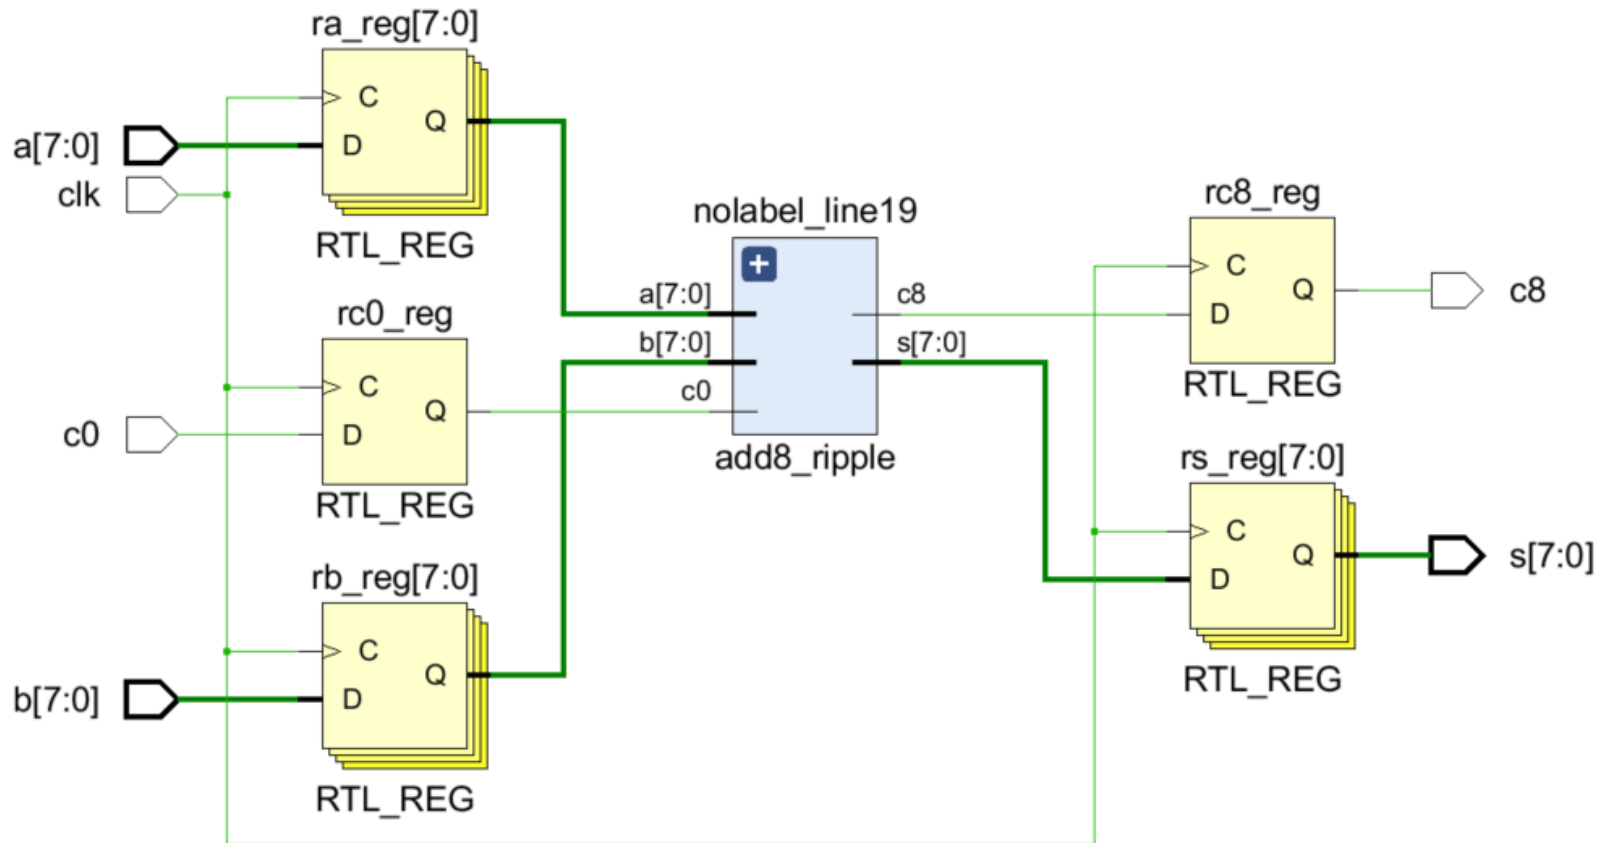 ra_reg[7:0]
C
Q
a[7:0]
D
clk
RTL_REG
rc0_reg
C
Q
c0
D
RTL_REG
rb_reg[7:0]
C
Q
b[7:0]
D
RTL_REG
nolabel_line19
+
a[7:0]
c8
b[7:0]
s[7:0]
c0
add8_ripple
rc8_reg
C
Q
c8
D
RTL_REG
rs_reg[7:0]
C
Q
s[7:0]
D
RTL_REG